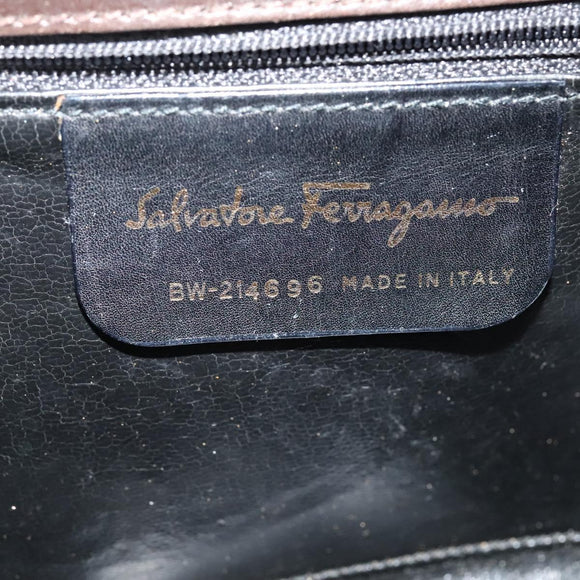 Salvatore Ferragamo
BW-214696 MADE IN ITALY